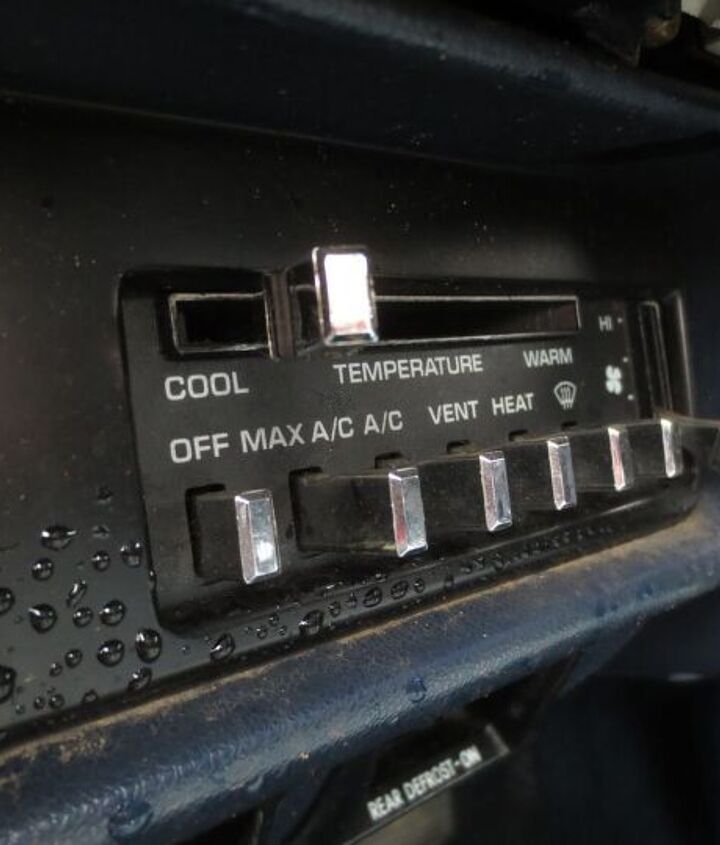 HI
COOL TEMPERATURE WARM
OFF MAX A/C A/C VENT HEAT
REAR DEFROST-ON